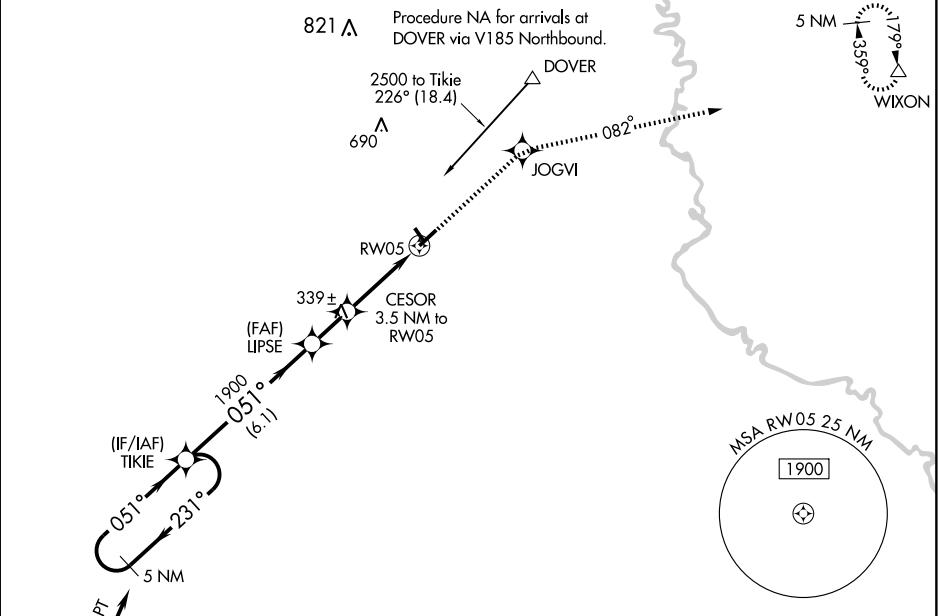 821
Procedure NA for arrivals at
DOVER via V185 Northbound.
5 NM
179°
359°
WIXON
DOVER
2500 to Tikie
226° (18.4)
690
082°
JOGVI
RW05
339±
CESOR
3.5 NM to
RW05
(FAF)
LIPSE
1900
051°
(6.1)
(IF/IAF)
TIKIE
051°
231°
5 NM
MSA RW05 25 NM
1900
PT